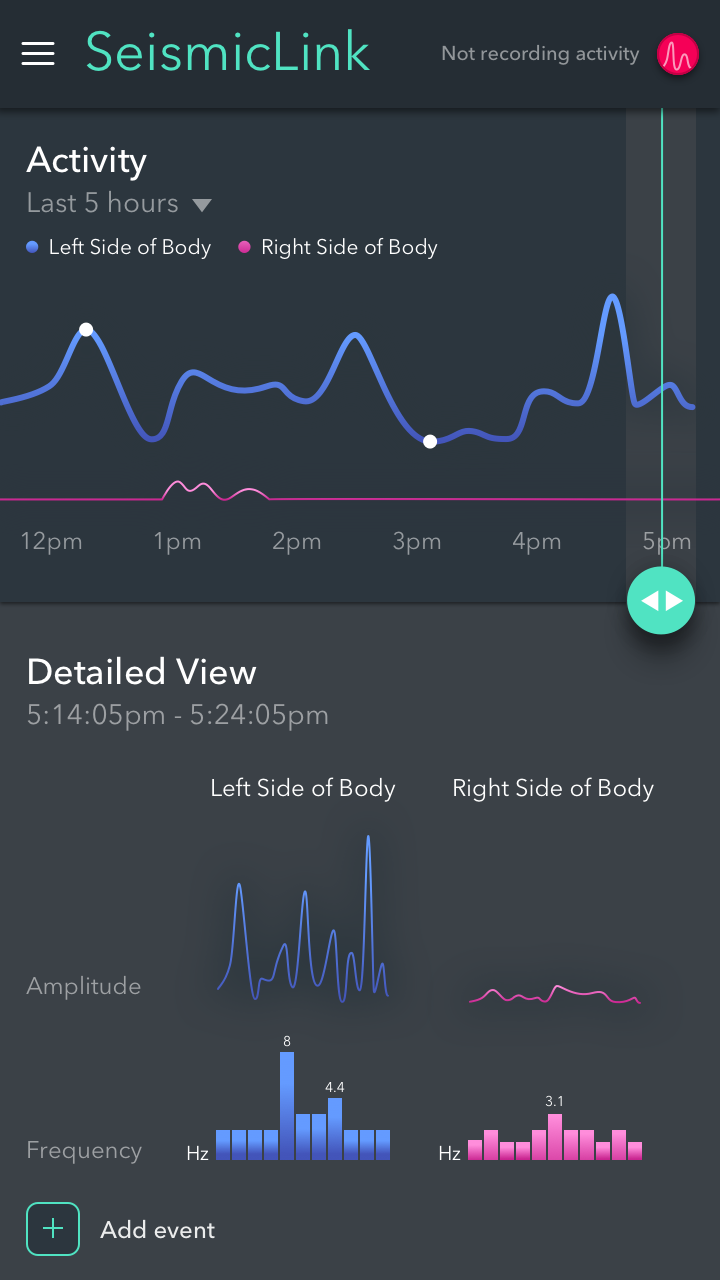 SeismicLink
Not recording activity
Activity
Last 5 hours
Left Side of Body
Right Side of Body
12pm 1pm 2pm 3pm 4pm 5pm
Detailed View
5:14:05pm - 5:24:05pm
Left Side of Body
Right Side of Body
Amplitude
8
4.4
3.1
Frequency
Hz
Hz
Add event